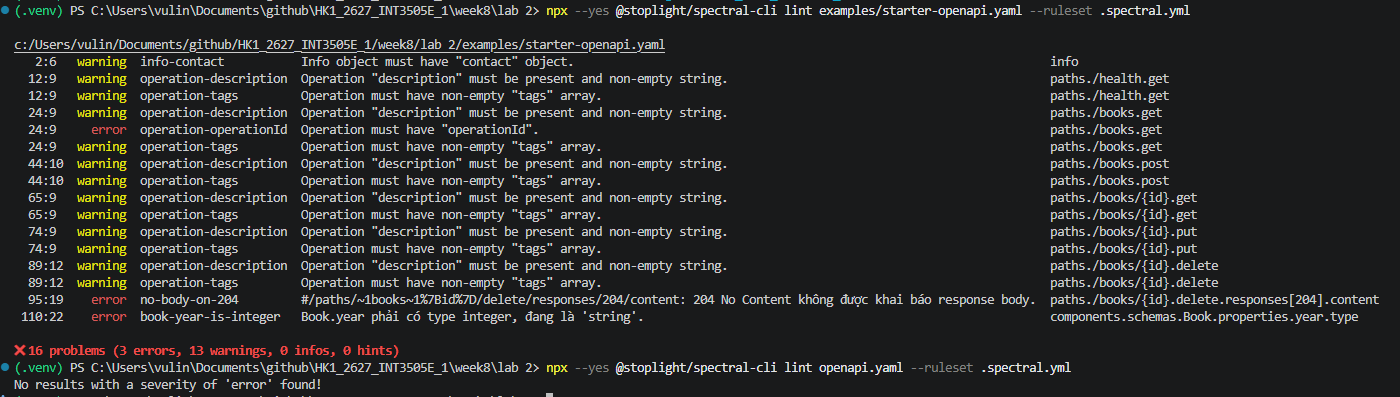 (.venv) PS C:\Users\vulin\Documents\github\HK1_2627_INT3505E_1\week8\lab 2> npx --yes @stoplight/spectral-cli lint examples/starter-openapi.yaml --ruleset .spectral.yml
c:/Users/vulin/Documents/github/HK1_2627_INT3505E_1/week8/lab 2/examples/starter-openapi.yaml
2:6 warning info-contact Info object must have "contact" object. info
12:9 warning operation-description Operation "description" must be present and non-empty string. paths./health.get
12:9 warning operation-tags Operation must have non-empty "tags" array. paths./health.get
24:9 warning operation-description Operation "description" must be present and non-empty string. paths./books.get
24:9 error operation-operationId Operation must have "operationId". paths./books.get
24:9 warning operation-tags Operation must have non-empty "tags" array. paths./books.get
44:10 warning operation-description Operation "description" must be present and non-empty string. paths./books.post
44:10 warning operation-tags Operation must have non-empty "tags" array. paths./books.post
65:9 warning operation-description Operation "description" must be present and non-empty string. paths./books/{id}.get
65:9 warning operation-tags Operation must have non-empty "tags" array. paths./books/{id}.get
74:9 warning operation-description Operation "description" must be present and non-empty string. paths./books/{id}.put
74:9 warning operation-tags Operation must have non-empty "tags" array. paths./books/{id}.put
89:12 warning operation-description Operation "description" must be present and non-empty string. paths./books/{id}.delete
89:12 warning operation-tags Operation must have non-empty "tags" array. paths./books/{id}.delete
95:19 error no-body-on-204 #/paths/~1books~1%7Bid%7D/delete/responses/204/content: 204 No Content không được khai báo response body. paths./books/{id}.delete.responses[204].content
110:22 error book-year-is-integer Book.year phải có type integer, đang là 'string'. components.schemas.Book.properties.year.type
✖ 16 problems (3 errors, 13 warnings, 0 infos, 0 hints)
(.venv) PS C:\Users\vulin\Documents\github\HK1_2627_INT3505E_1\week8\lab 2> npx --yes @stoplight/spectral-cli lint openapi.yaml --ruleset .spectral.yml
No results with a severity of 'error' found!